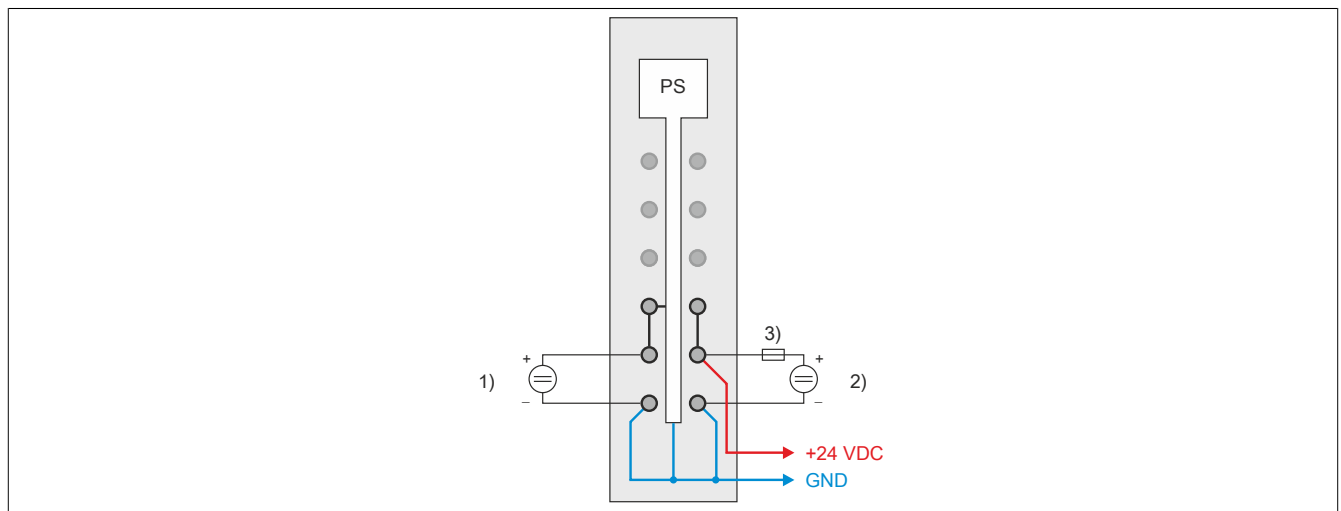 PS
3)
+ +
1) 2)
_ _
+24 VDC
GND